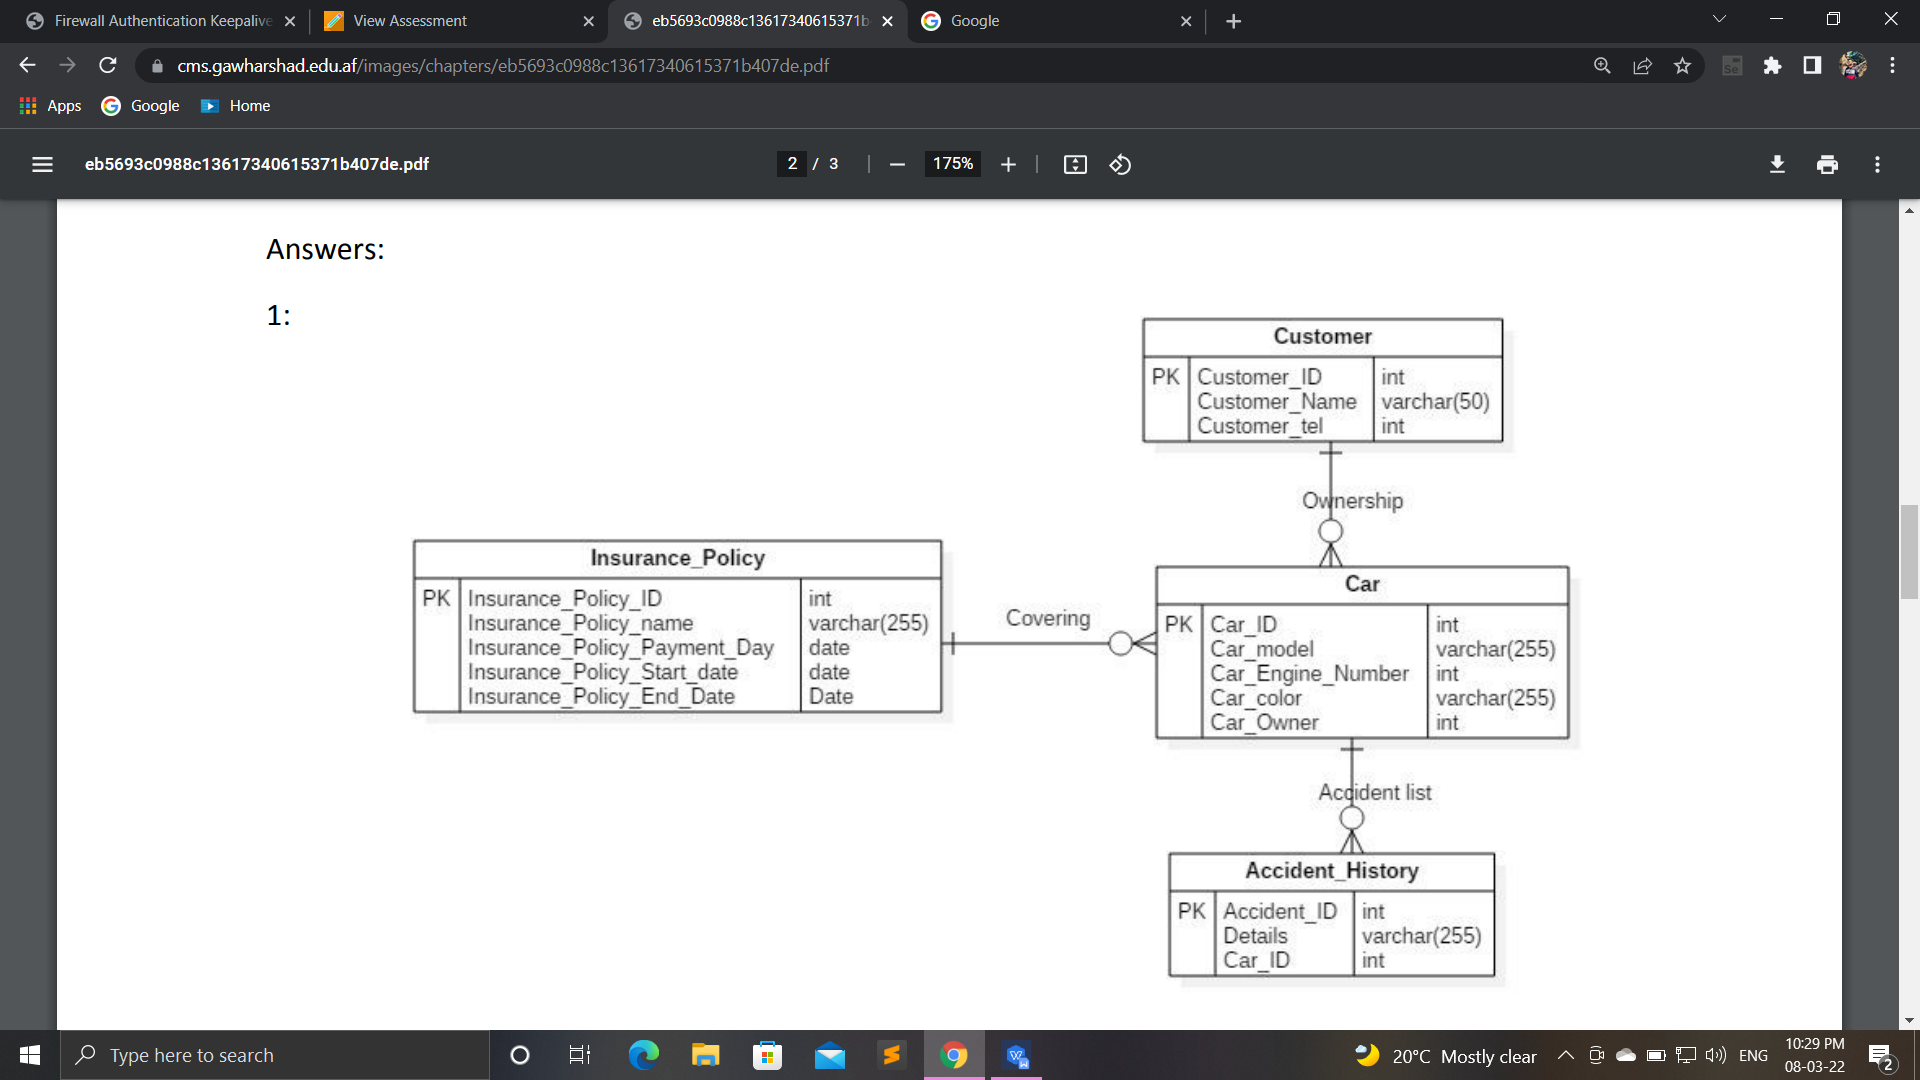 Firewall Authentication Keepalive
View Assessment
eb5693c0988c13617340615371b
Google
cms.gawharshad.edu.af/images/chapters/eb5693c0988c13617340615371b407de.pdf
Apps
Google
Home
eb5693c0988c13617340615371b407de.pdf
2 / 3
175%
Answers:
1:
Customer
PK Customer_ID int
Customer_Name varchar(50)
Customer_tel int
Ownership
Insurance_Policy
PK Insurance_Policy_ID int
Insurance_Policy_name varchar(255)
Insurance_Policy_Payment_Day date
Insurance_Policy_Start_date date
Insurance_Policy_End_Date Date
Covering
Car
PK Car_ID int
Car_model varchar(255)
Car_Engine_Number int
Car_color varchar(255)
Car_Owner int
Accident list
Accident_History
PK Accident_ID int
Details varchar(255)
Car_ID int
Type here to search
20°C Mostly clear
ENG
10:29 PM
08-03-22
2